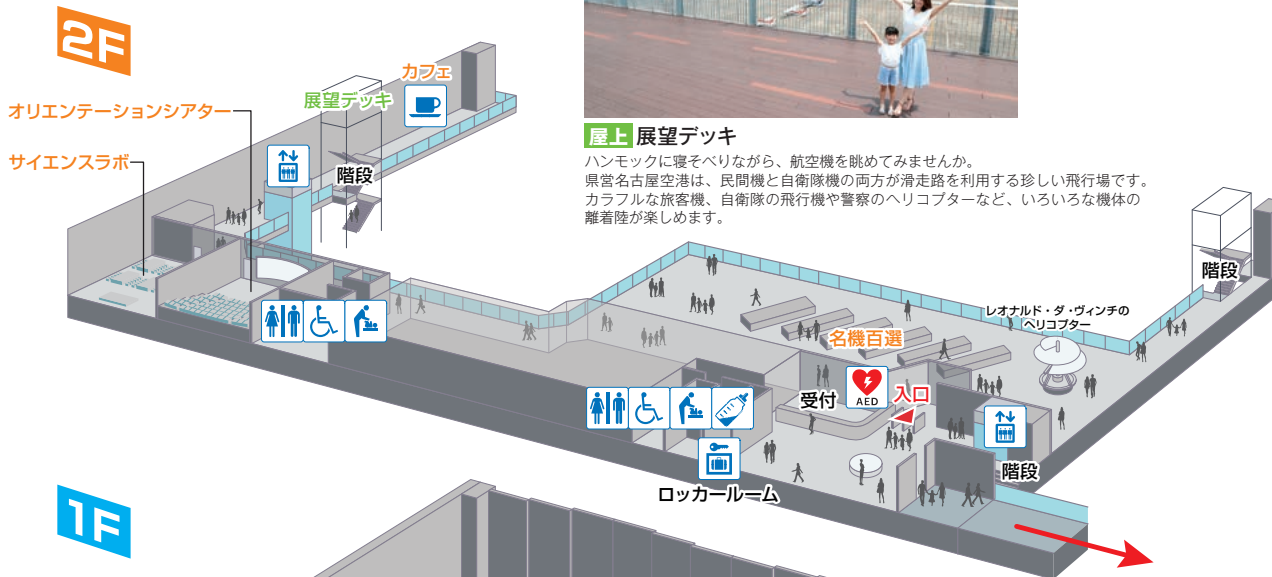 2F
オリエンテーションシアター
サイエンスラボ
展望デッキ
カフェ
階段
屋上 展望デッキ
ハンモックに寝そべりながら、航空機を眺めてみませんか。
県営名古屋空港は、民間機と自衛隊機の両方が滑走路を利用する珍しい飛行場です。
カラフルな旅客機、自衛隊の飛行機や警察のヘリコプターなど、いろいろな機体の
離着陸が楽しめます。
階段
レオナルド・ダ・ヴィンチの
ヘリコプター
名機百選
受付
AED
入口
階段
ロッカールーム
1F